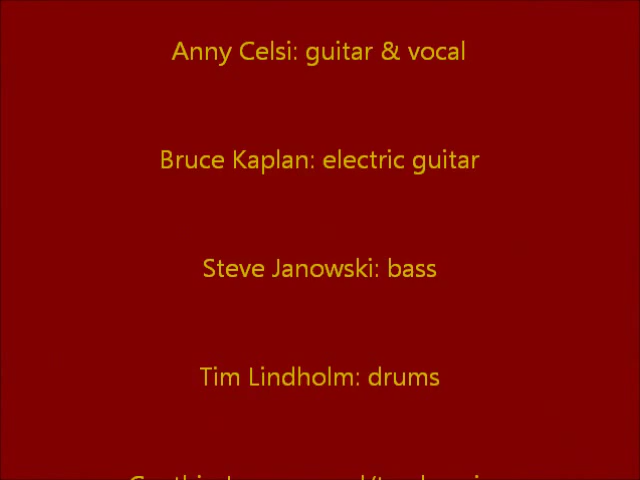 Anny Celsi: guitar & vocal
Bruce Kaplan: electric guitar
Steve Janowski: bass
Tim Lindholm: drums